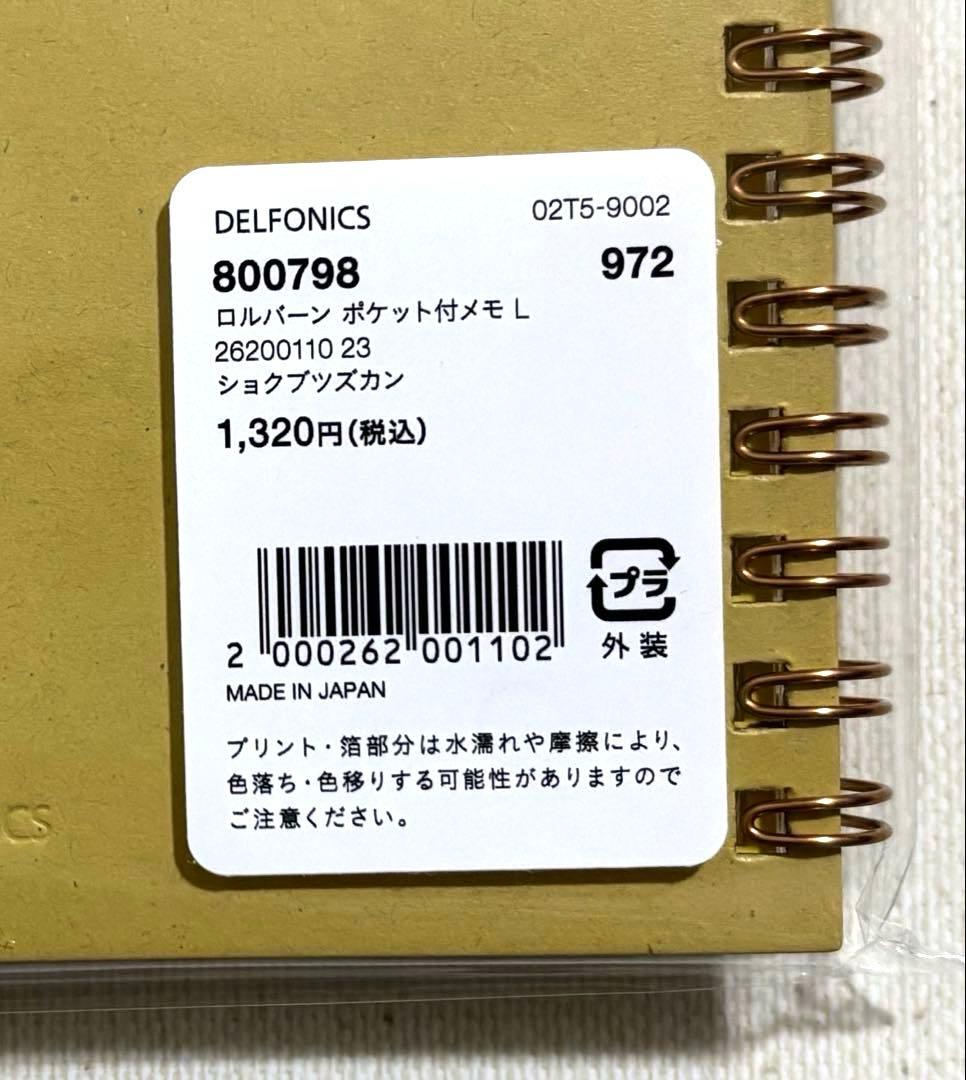 DELFONICS 02T5-9002
800798 972
ロルバーン ポケット付メモ L
26200110 23
ショクブツズカン
1,320円(税込)
プラ
外装
2 000262 001102
MADE IN JAPAN
プリント・箔部分は水濡れや摩擦により、
色落ち・色移りする可能性がありますので
ご注意ください。
CS